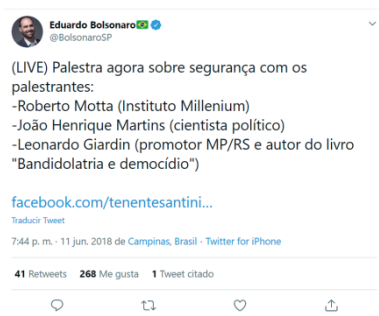 Eduardo Bolsonaro🇧🇷
@BolsonaroSP
(LIVE) Palestra agora sobre segurança com os
palestrantes:
-Roberto Motta (Instituto Millenium)
-João Henrique Martins (cientista político)
-Leonardo Giardin (promotor MP/RS e autor do livro
"Bandidolatria e democídio")
facebook.com/tenentesantini...
Traducir Tweet
7:44 p. m. · 11 jun. 2018 de Campinas, Brasil · Twitter for iPhone
41 Retweets 268 Me gusta 1 Tweet citado